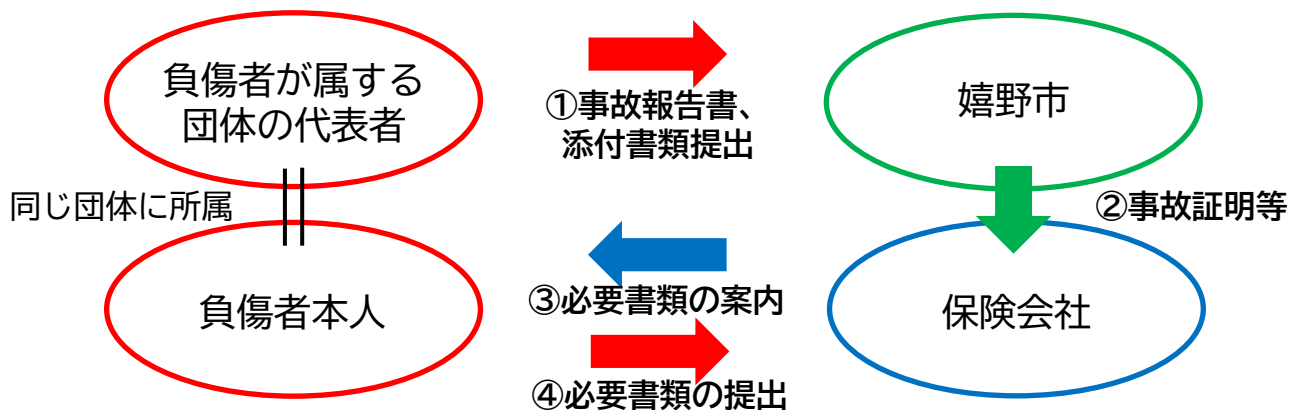 負傷者が属する
団体の代表者
①事故報告書、
添付書類提出
嬉野市
同じ団体に所属
②事故証明等
負傷者本人
③必要書類の案内
保険会社
④必要書類の提出